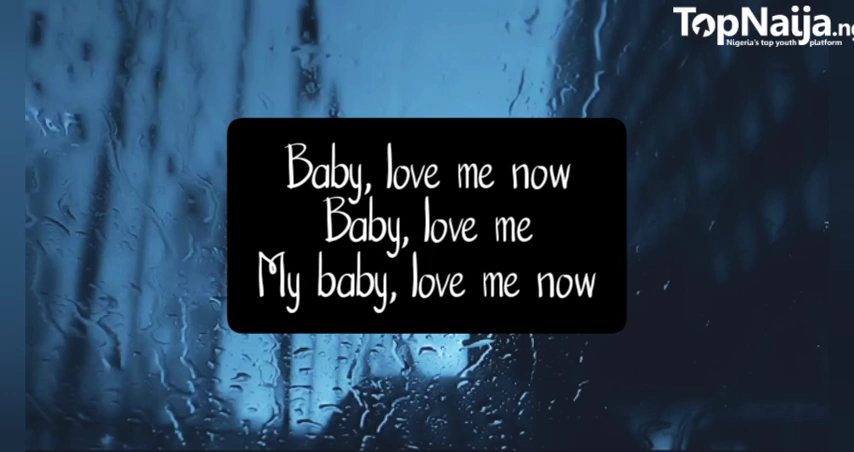 TopNaija.ng
Nigeria's top youth platform
Baby, love me now
Baby, love me
My baby, love me now